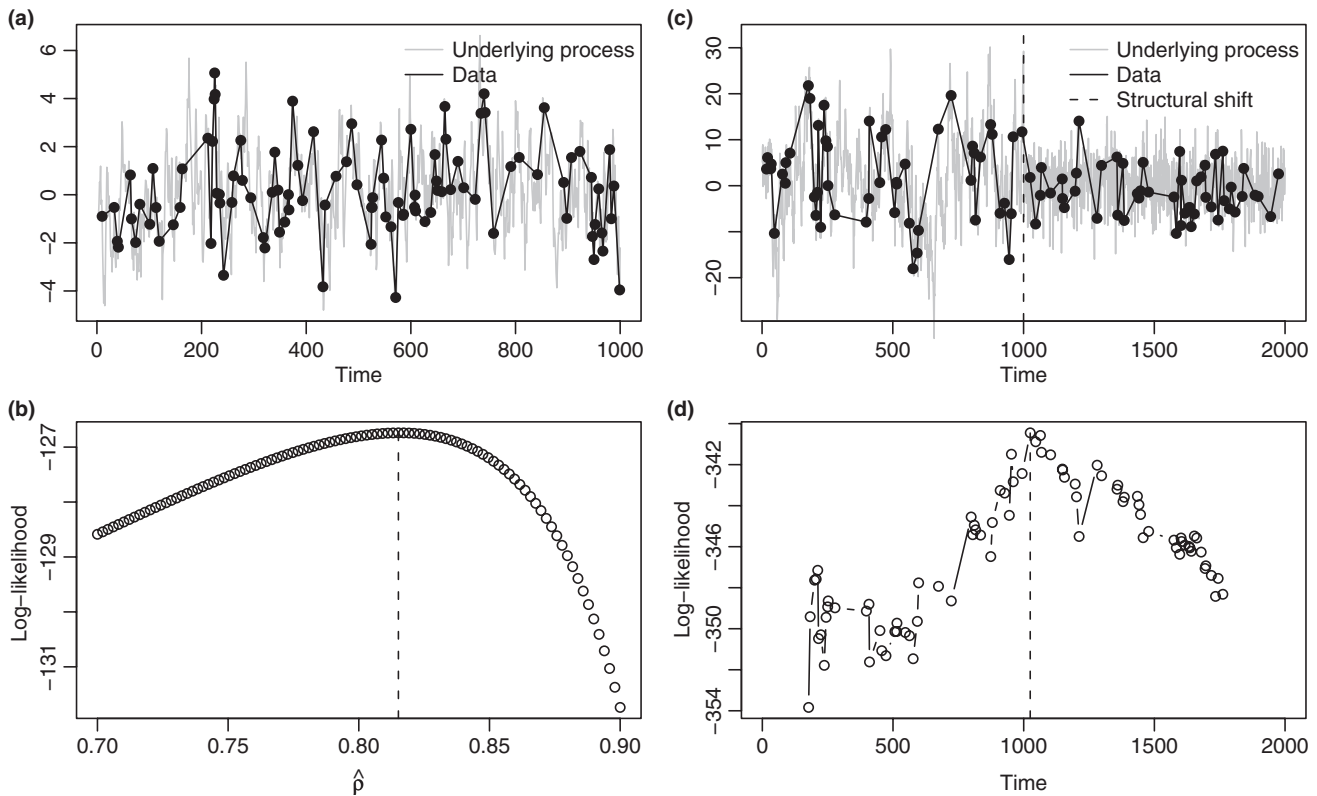 (a)
Underlying process
Data
6
4
2
0
−2
−4
0 200 400 600 800 1000
Time
(c)
Underlying process
Data
Structural shift
30
20
10
0
−20
0 500 1000 1500 2000
Time
(b)
Log−likelihood
−127
−129
−131
0.70 0.75 0.80 0.85 0.90
ρ̂
(d)
Log−likelihood
−342
−346
−350
−354
0 500 1000 1500 2000
Time